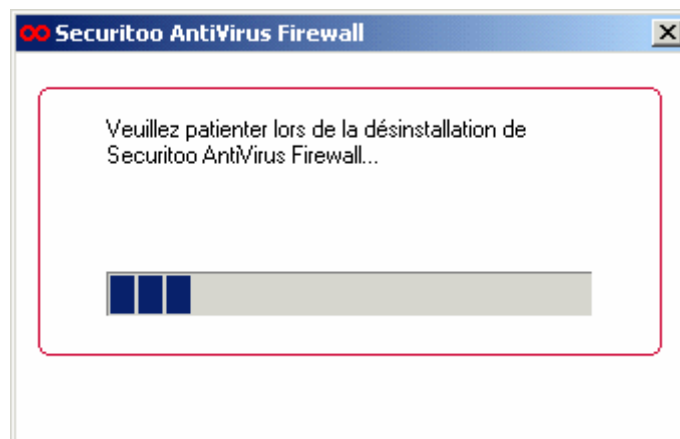 Securitoo AntiVirus Firewall
Veuillez patienter lors de la désinstallation de
Securitoo AntiVirus Firewall...